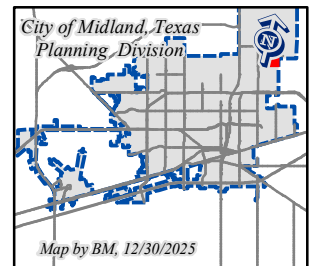 City of Midland, Texas
Planning Division
N
Map by BM, 12/30/2025